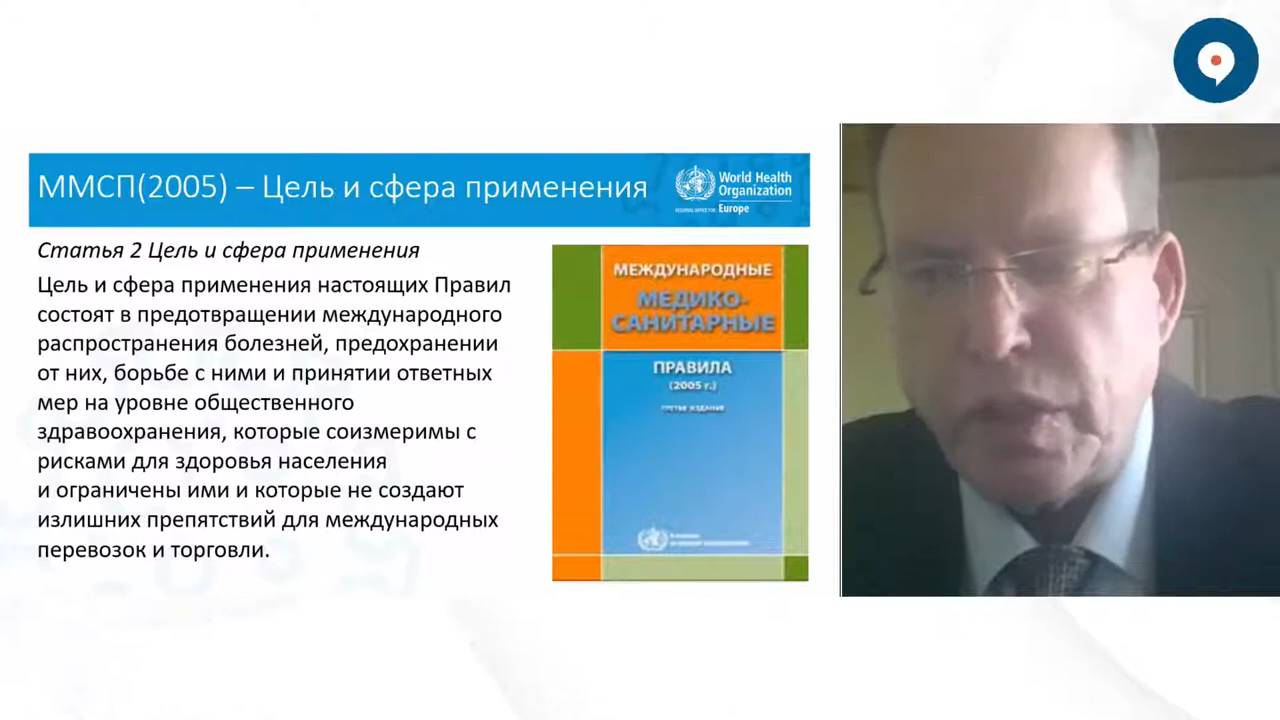 ММСП(2005) – Цель и сфера применения
World Health
Organization
REGIONAL OFFICE FOR Europe
Статья 2 Цель и сфера применения
Цель и сфера применения настоящих Правил
состоят в предотвращении международного
распространения болезней, предохранении
от них, борьбе с ними и принятии ответных
мер на уровне общественного
здравоохранения, которые соизмеримы с
рисками для здоровья населения
и ограничены ими и которые не создают
излишних препятствий для международных
перевозок и торговли.
МЕЖДУНАРОДНЫЕ
МЕДИКО-
САНИТАРНЫЕ
ПРАВИЛА
(2005 г.)
ТРЕТЬЕ ИЗДАНИЕ